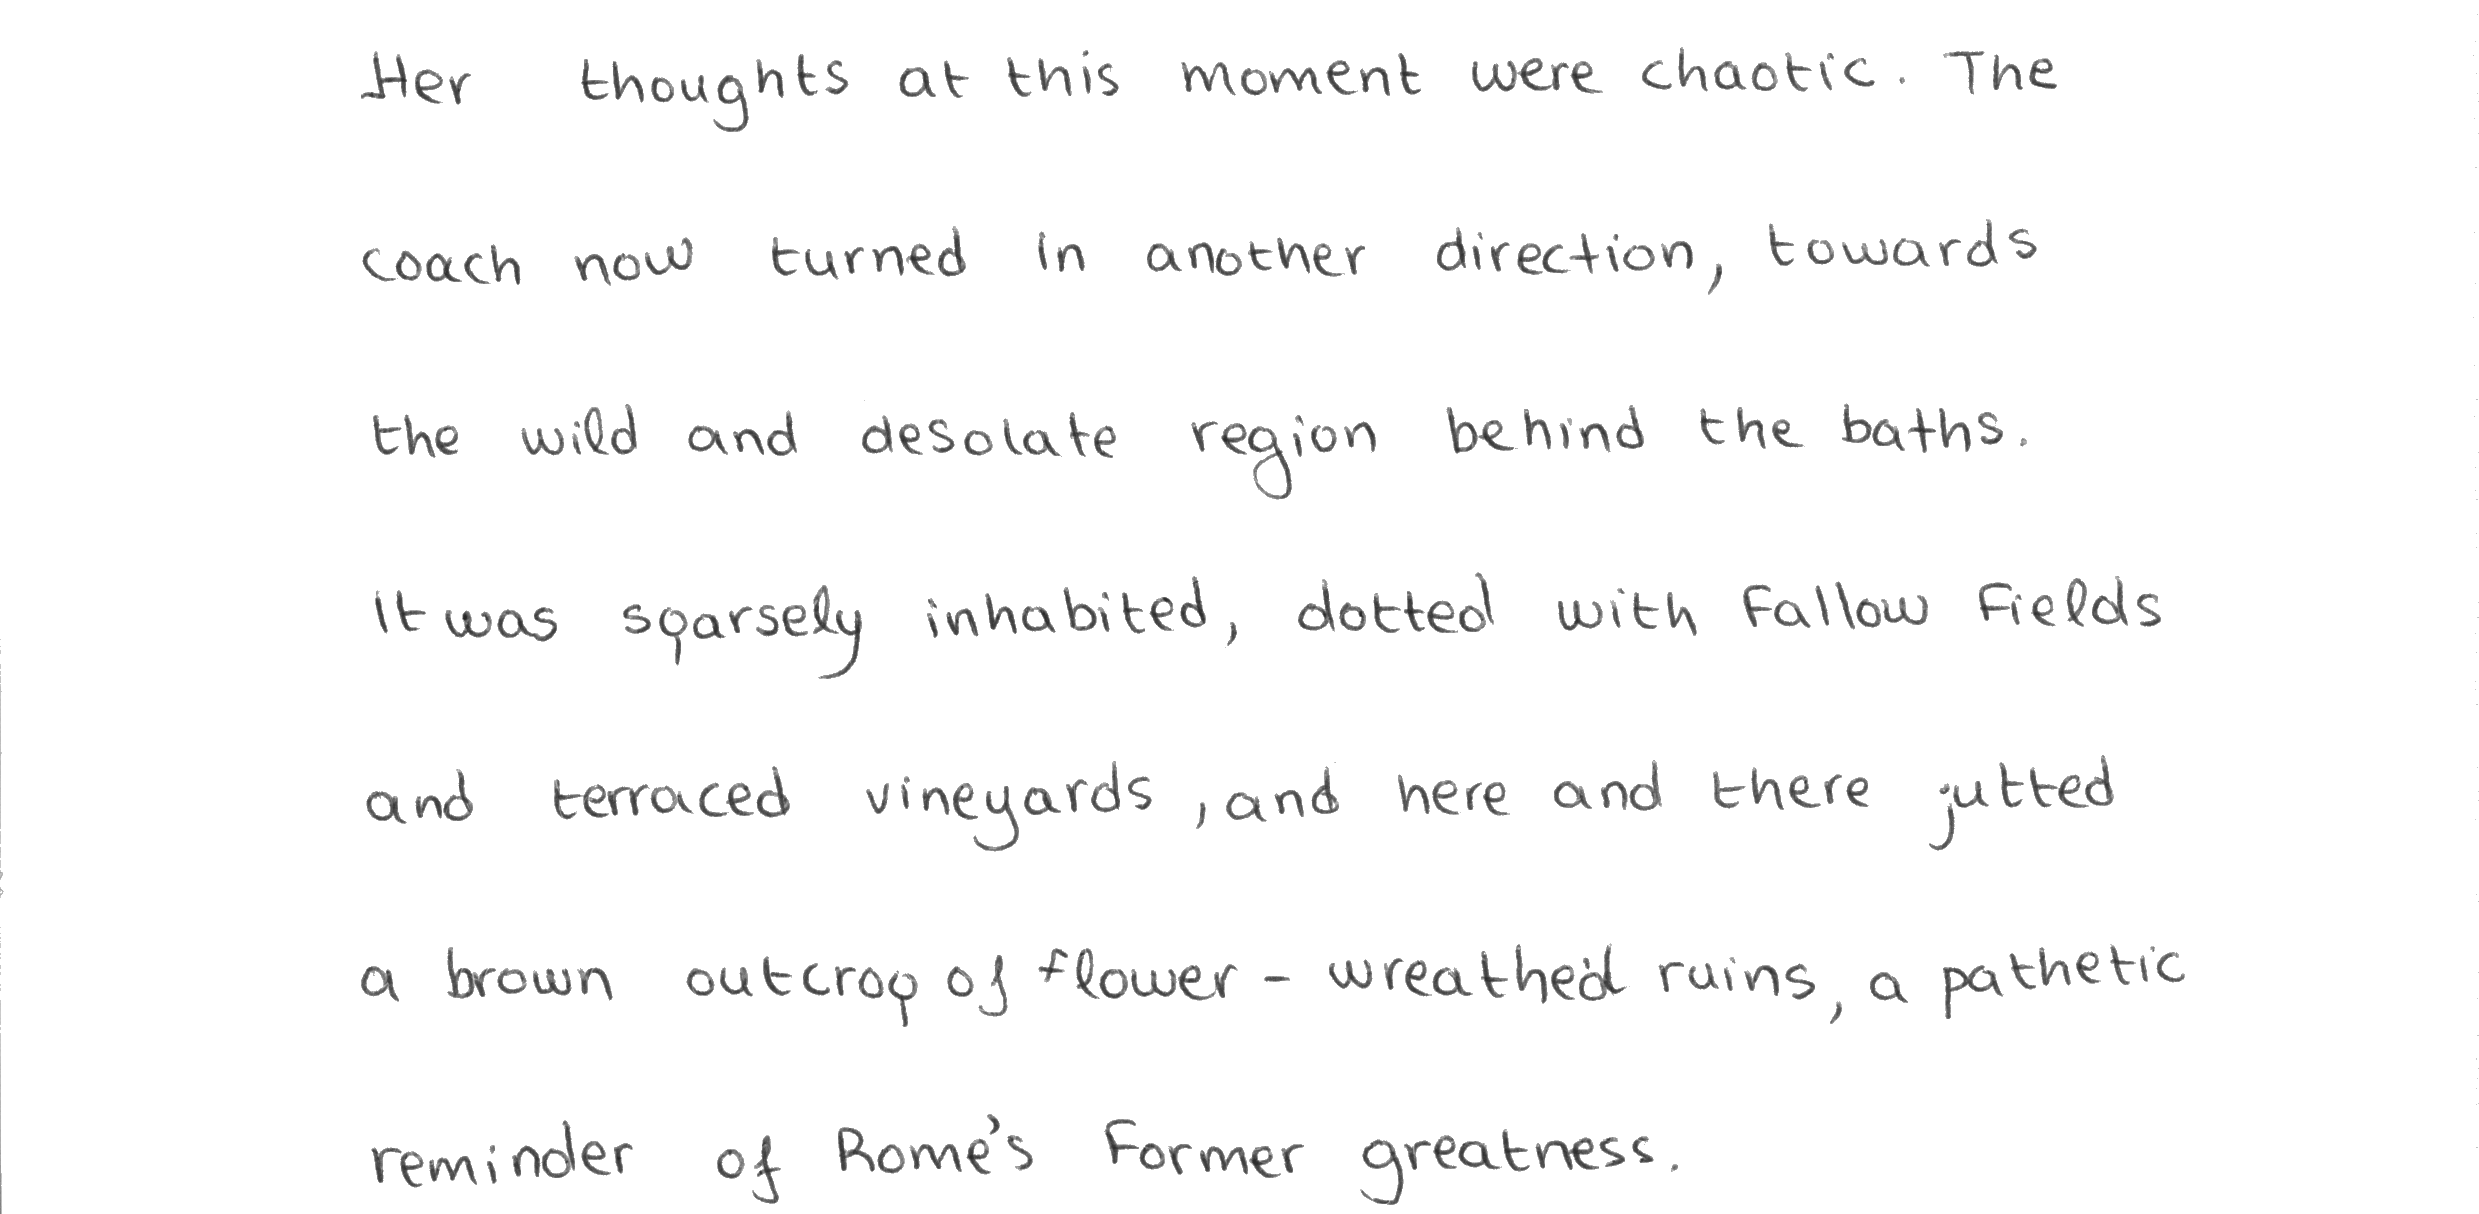 Her thoughts at this moment were chaotic. The
coach now turned in another direction, towards
the wild and desolate region behind the baths.
It was sparsely inhabited, dotted with fallow fields
and terraced vineyards, and here and there jutted
a brown outcrop of flower-wreathed ruins, a pathetic
reminder of Rome's former greatness.